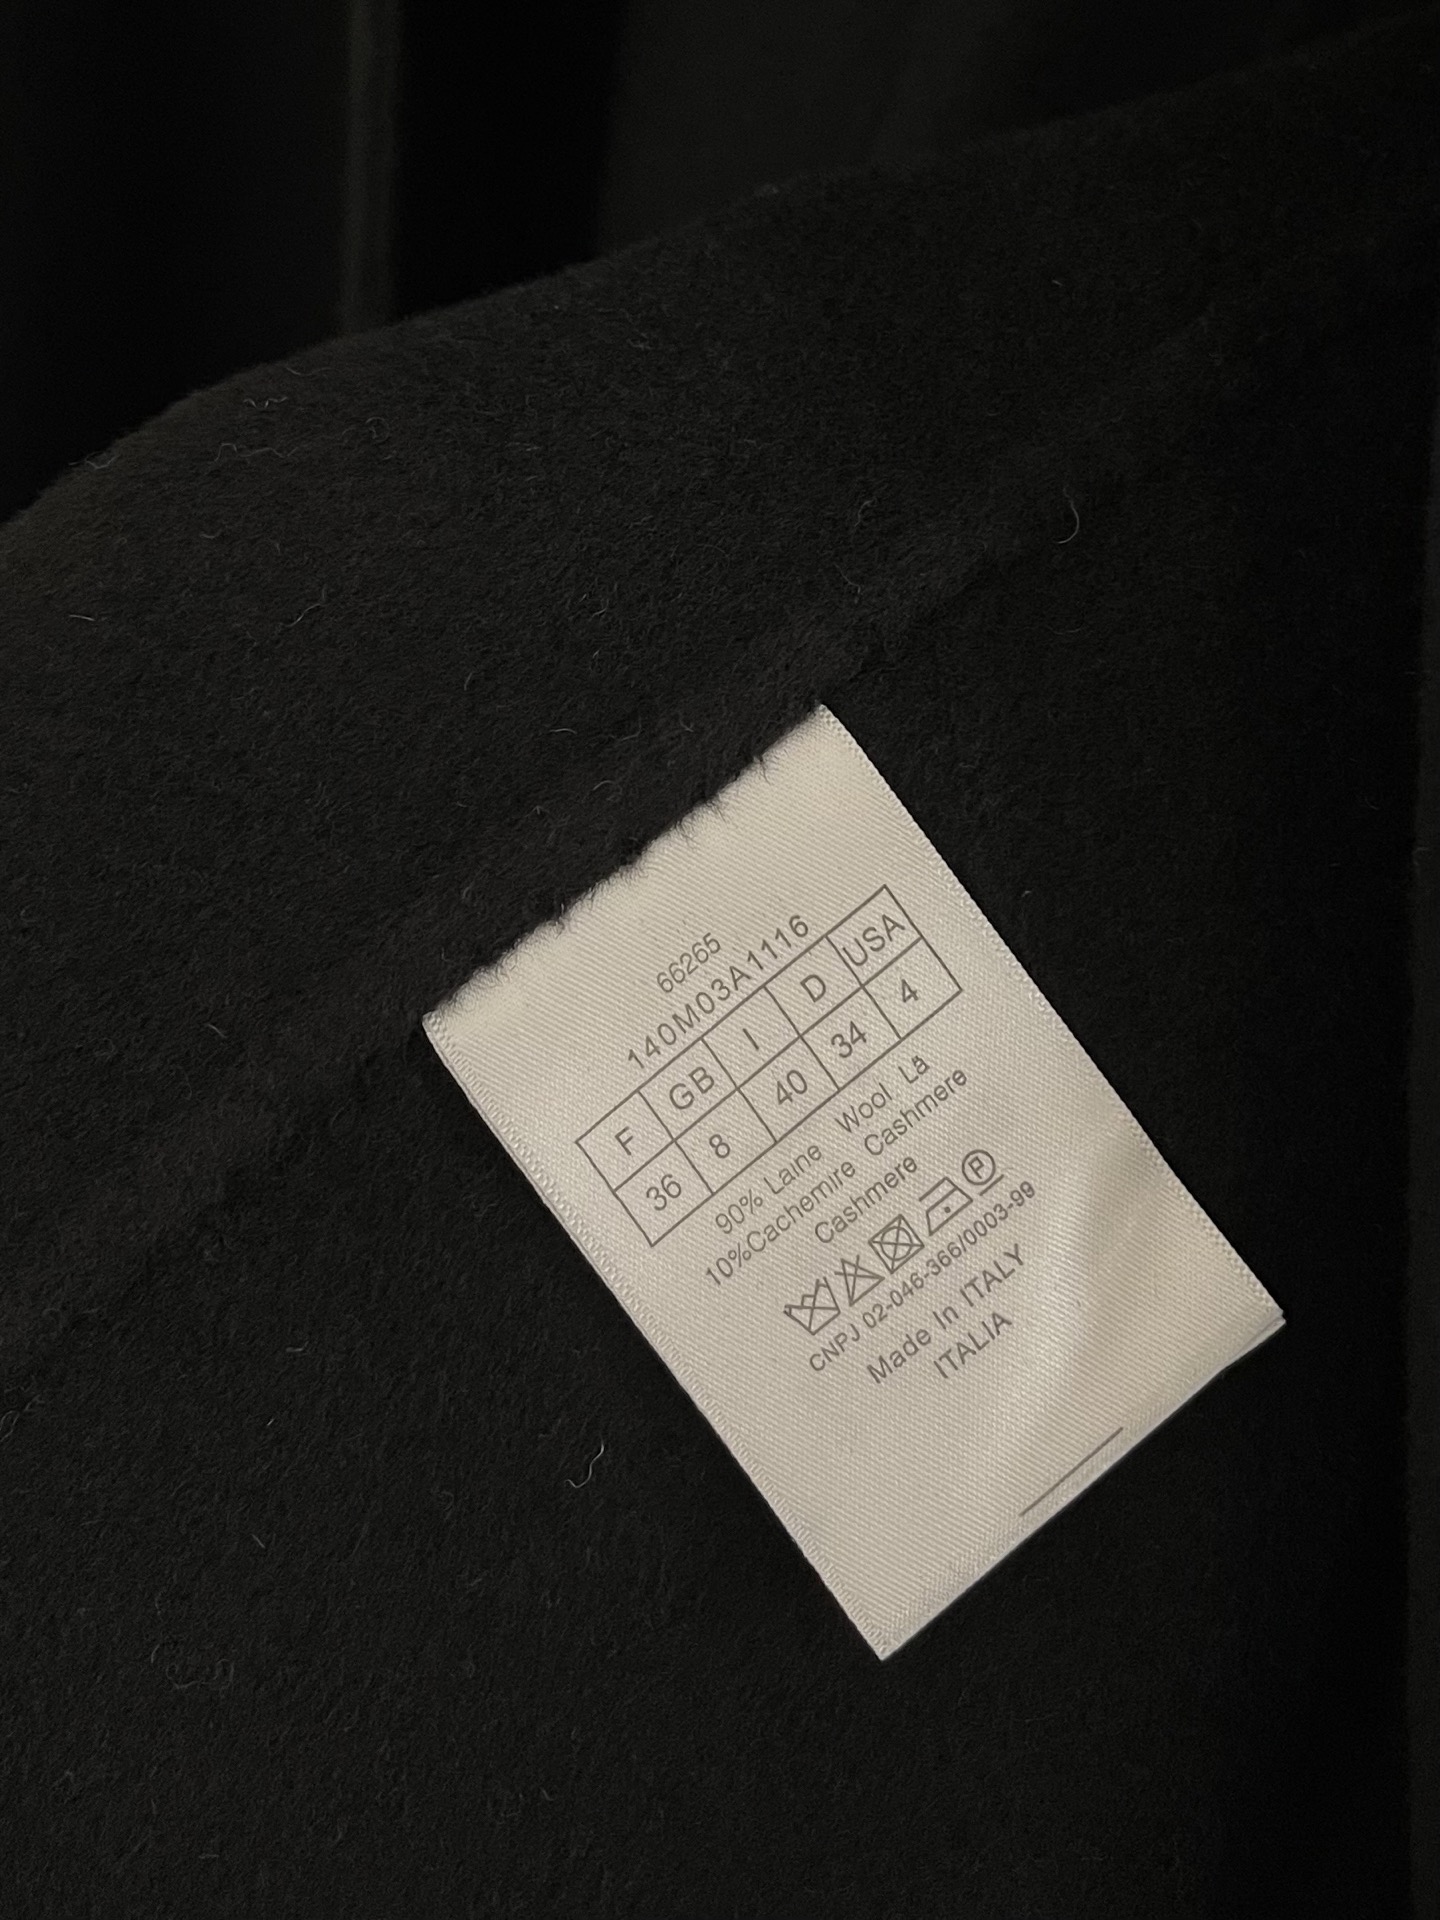 66265
140M03A1116
F GB I D USA
36 8 40 34 4
90% Laine Wool Lã
10%Cachemire Cashmere
Cashmere
P
CNPJ 02-046-366/0003-99
Made In ITALY
ITALIA